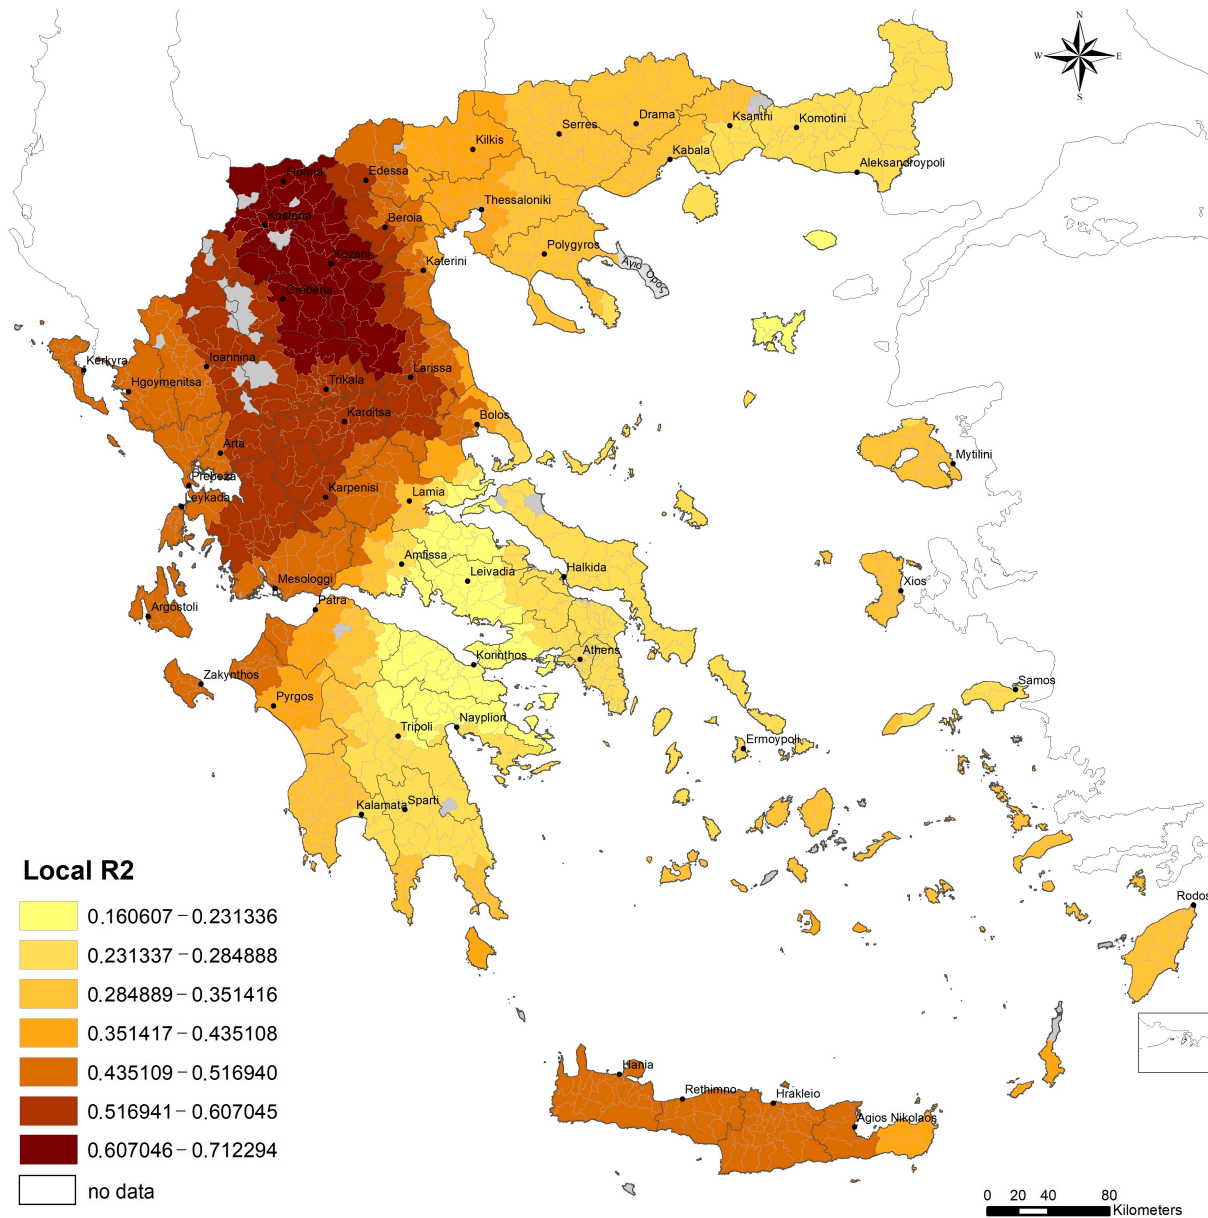 N
W
E
S
Drama
Serres
Ksanthi
Komotini
Kilkis
Kabala
Aleksandroypoli
Florina
Edessa
Thessaloniki
Kastoria
Beroia
Polygyros
Kozani
Katerini
Αγιο Όρος
Grebena
Kerkyra
Ioannina
Larissa
Hgoymenitsa
Trikala
Karditsa
Bolos
Arta
Mytilini
Prebeza
Karpenisi
Lamia
Leykada
Amfissa
Leivadia
Halkida
Mesologgi
Xios
Patra
Argostoli
Korinthos
Athens
Zakynthos
Samos
Pyrgos
Nayplion
Tripoli
Ermoypoli
Kalamata
Sparti
Rodos
Local R2
0.160607 – 0.231336
0.231337 – 0.284888
0.284889 – 0.351416
0.351417 – 0.435108
0.435109 – 0.516940
0.516941 – 0.607045
0.607046 – 0.712294
no data
Hania
Rethimno
Hrakleio
Agios Nikolaos
0 20 40 80
Kilometers